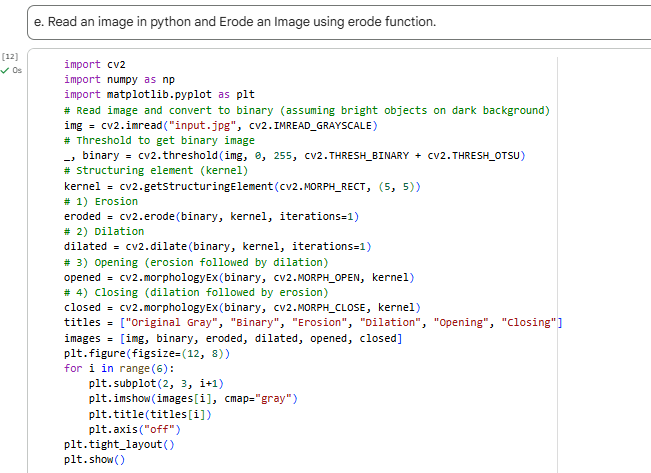 e. Read an image in python and Erode an Image using erode function.
[12]
✓ 0s
import cv2
import numpy as np
import matplotlib.pyplot as plt
# Read image and convert to binary (assuming bright objects on dark background)
img = cv2.imread("input.jpg", cv2.IMREAD_GRAYSCALE)
# Threshold to get binary image
_, binary = cv2.threshold(img, 0, 255, cv2.THRESH_BINARY + cv2.THRESH_OTSU)
# Structuring element (kernel)
kernel = cv2.getStructuringElement(cv2.MORPH_RECT, (5, 5))
# 1) Erosion
eroded = cv2.erode(binary, kernel, iterations=1)
# 2) Dilation
dilated = cv2.dilate(binary, kernel, iterations=1)
# 3) Opening (erosion followed by dilation)
opened = cv2.morphologyEx(binary, cv2.MORPH_OPEN, kernel)
# 4) Closing (dilation followed by erosion)
closed = cv2.morphologyEx(binary, cv2.MORPH_CLOSE, kernel)
titles = ["Original Gray", "Binary", "Erosion", "Dilation", "Opening", "Closing"]
images = [img, binary, eroded, dilated, opened, closed]
plt.figure(figsize=(12, 8))
for i in range(6):
    plt.subplot(2, 3, i+1)
    plt.imshow(images[i], cmap="gray")
    plt.title(titles[i])
    plt.axis("off")
plt.tight_layout()
plt.show()